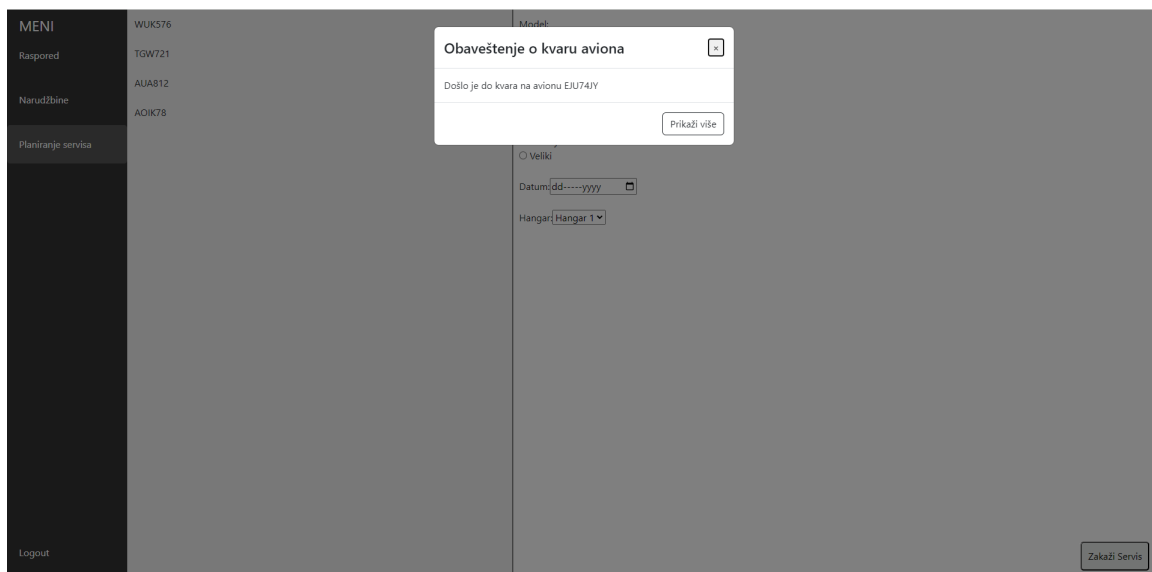 MENI
Raspored
Narudžbine
Planiranje servisa
Logout
WUK576
TGW721
AUA812
AOIK78
Model:
Obaveštenje o kvaru aviona
×
Došlo je do kvara na avionu EJU74JY
Prikaži više
Veliki
Datum: dd-----yyyy
Hangar: Hangar 1
Zakaži Servis